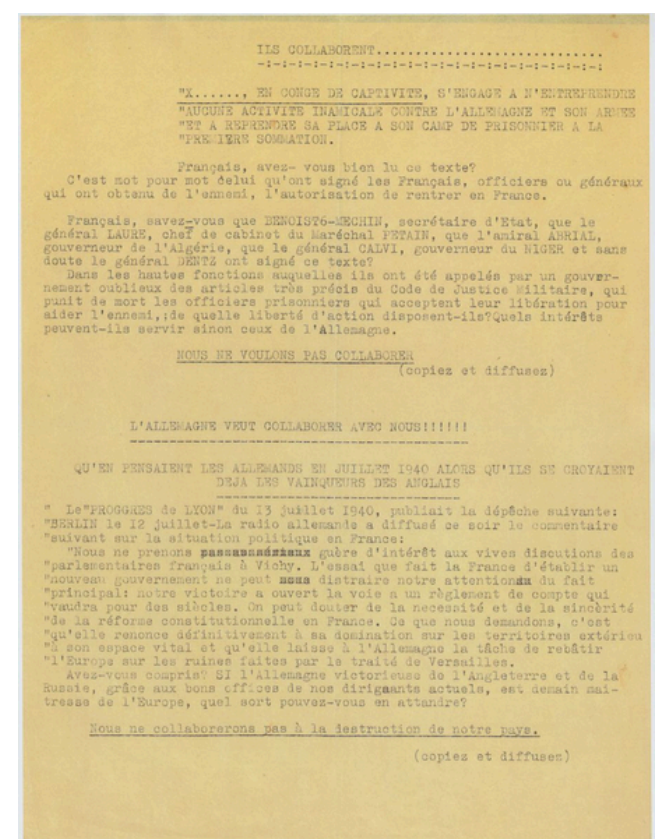 ILS COLLABORENT............................
-:-:-:-:-:-:-:-:-:-:-:-:-:-:-:-:-:-:-:-:-:-:-:
"X......, EN CONGE DE CAPTIVITE, S'ENGAGE A N'ENTREPRENDRE
"AUCUNE ACTIVITE INAMICALE CONTRE L'ALLEMAGNE ET SON ARMEE
"ET A REPRENDRE SA PLACE A SON CAMP DE PRISONNIER A LA
"PREMIERE SOMMATION.
Français, avez- vous bien lu ce texte?
C'est mot pour mot delui qu'ont signé les Français, officiers ou généraux
qui ont obtenu de l'ennemi, l'autorisation de rentrer en France.
Français, savez-vous que BENOIST6-MECHIN, secrétaire d'Etat, que le
général LAURE, chef de cabinet du Maréchal PETAIN, que l'amiral ABRIAL,
gouverneur de l'Algérie, que le général CALVI, gouverneur du NIGER et sans
doute le général DENTZ ont signé ce texte?
Dans les hautes fonctions auquelles ils ont été appelés par un gouver-
nement oublieux des articles très précis du Code de Justice Militaire, qui
punit de mort les officiers prisonniers qui acceptent leur libération pour
aider l'ennemi,;de quelle liberté d'action disposent-ils?Quels intérêts
peuvent-ils servir sinon ceux de l'Allemagne.
NOUS NE VOULONS PAS COLLABORER
(copiez et diffusez)
L'ALLEMAGNE VEUT COLLABORER AVEC NOUS!!!!!!
QU'EN PENSAIENT LES ALLEMANDS EN JUILLET 1940 ALORS QU'ILS SE CROYAIENT
DEJA LES VAINQUEURS DES ANGLAIS
" Le"PROGGRES de LYON" du 13 juillet 1940, publiait la dépêche suivante:
"BERLIN le 12 juillet-La radio allemande a diffusé ce soir le commentaire
"suivant sur la situation politique en France:
"Nous ne prenons guère d'intérêt aux vives discutions des
"parlementaires français à Vichy. L'essai que fait la France d'établir un
"nouveau gouvernement ne peut distraire notre attention du fait
"principal: notre victoire a ouvert la voie a un règlement de compte qui
"vaudra pour des siècles. On peut douter de la necessité et de la sincèrité
"de la réforme constitutionnelle en France. Ce que nous demandons, c'est
"qu'elle renonce définitivement à sa domination sur les territoires extérieu
"à son espace vital et qu'elle laisse à l'Allemagne la tâche de rebâtir
"l'Europe sur les ruines faites par le traité de Versailles.
Avez-vous compris? SI l'Allemagne victorieuse de l'Angleterre et de la
Russie, grâce aux bons offices de nos dirigaants actuels, est demain maî-
tresse de l'Europe, quel sort pouvez-vous en attandre?
Nous ne collaborerons pas à la destruction de notre pays.
(copiez et diffusez)